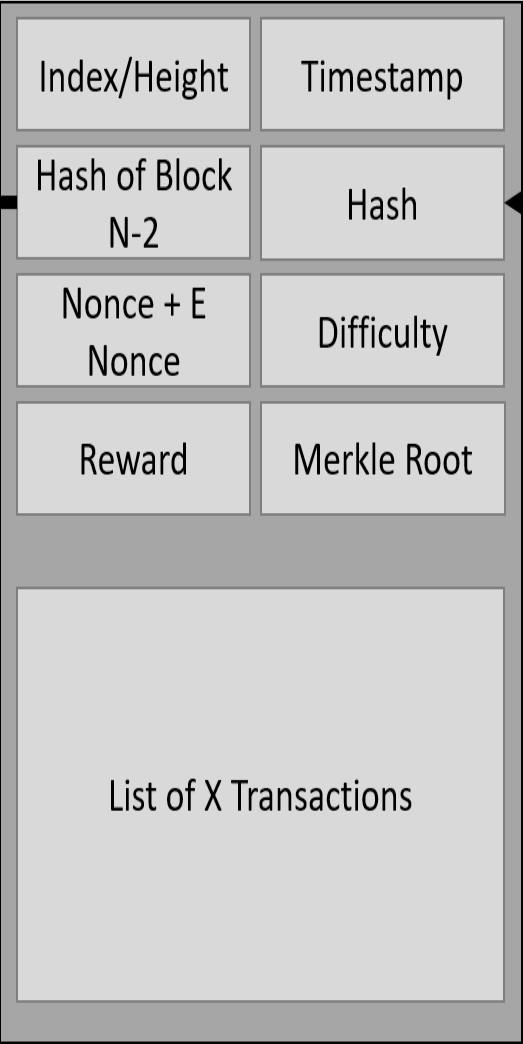 Index/Height
Timestamp
Hash of Block
N-2
Hash
Nonce + E
Nonce
Difficulty
Reward
Merkle Root
List of X Transactions